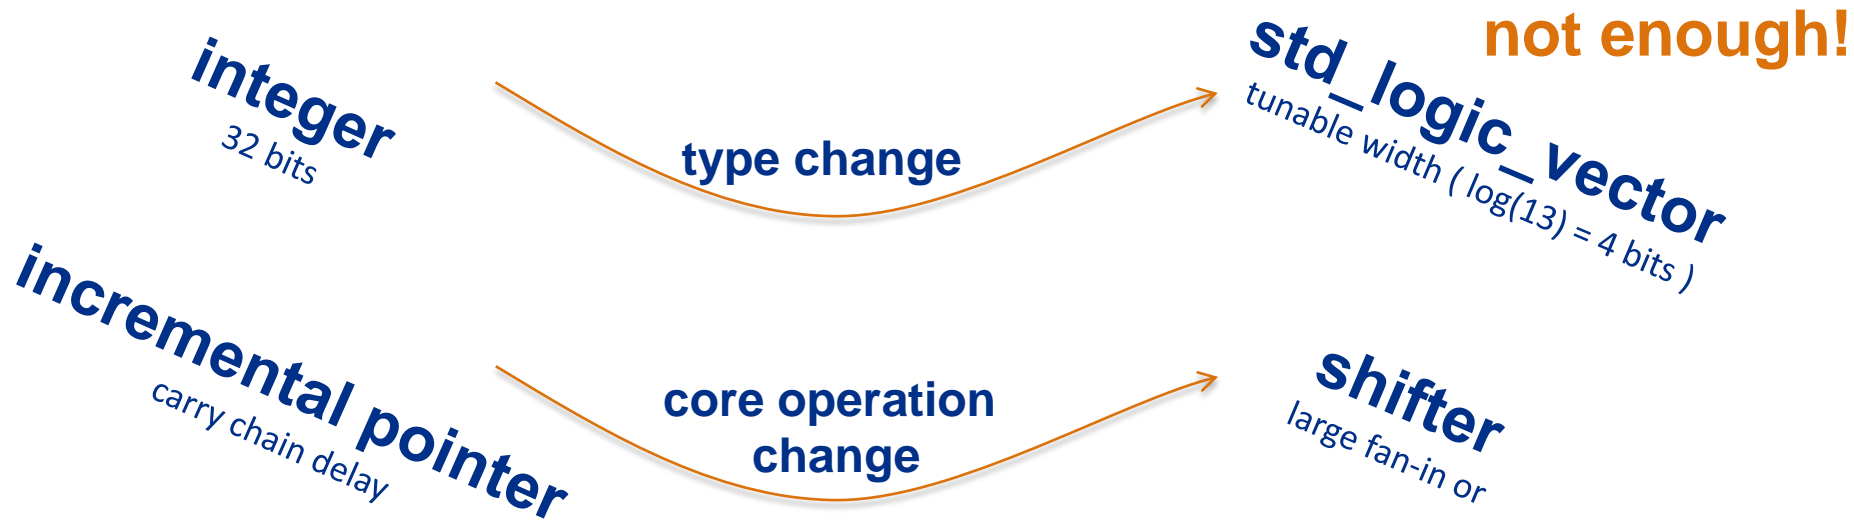 not enough!
integer
32 bits
type change
std_logic_vector
tunable width ( log(13) = 4 bits )
incremental pointer
carry chain delay
core operation
change
shifter
large fan-in or